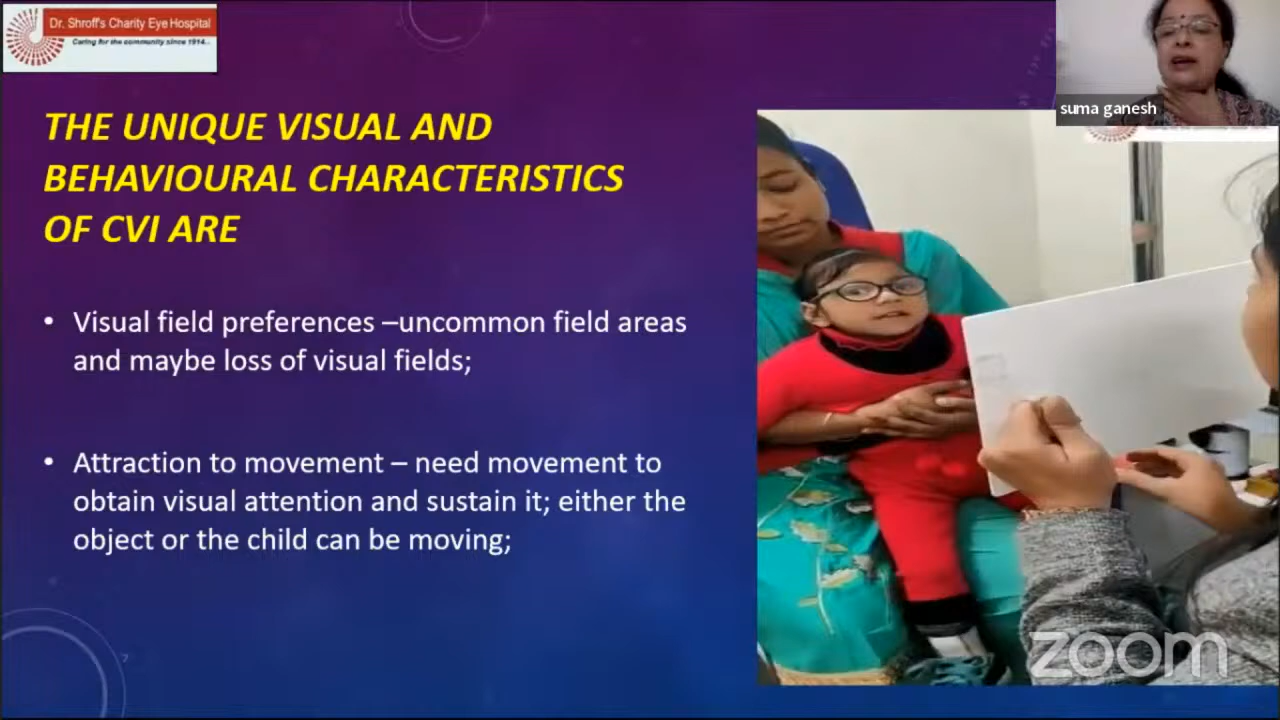 Dr. Shroff's Charity Eye Hospital
Caring for the community since 1914...
suma ganesh
THE UNIQUE VISUAL AND
BEHAVIOURAL CHARACTERISTICS
OF CVI ARE
• Visual field preferences –uncommon field areas
and maybe loss of visual fields;
• Attraction to movement – need movement to
obtain visual attention and sustain it; either the
object or the child can be moving;
7
zoom